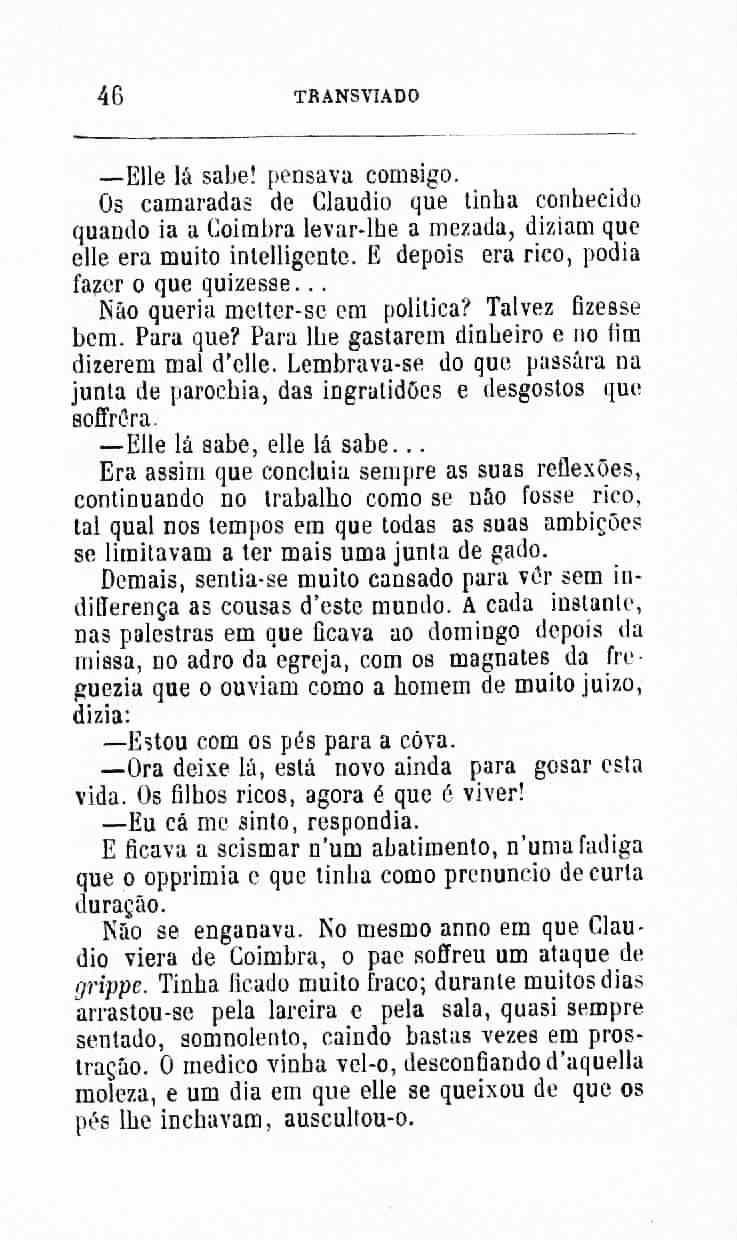 46 TRANSVIADO
—Elle lá sabe! pensava comsigo.
Os camaradas de Claudio que tinha conhecido
quando ia a Coimbra levar-lhe a mezada, diziam que
elle era muito intelligente. E depois era rico, podia
fazer o que quizesse...
Não queria metter-se em politica? Talvez fizesse
bem. Para que? Para lhe gastarem dinheiro e no fim
dizerem mal d'elle. Lembrava-se do que passára na
junta de parochia, das ingratidões e desgostos que
soffrêra.
—Elle lá sabe, elle lá sabe...
Era assim que concluia sempre as suas reflexões,
continuando no trabalho como se não fosse rico,
tal qual nos tempos em que todas as suas ambições
se limitavam a ter mais uma junta de gado.
Demais, sentia-se muito cansado para vêr sem in-
differença as cousas d'este mundo. A cada instante,
nas palestras em que ficava ao domingo depois da
missa, no adro da egreja, com os magnates da fre-
guezia que o ouviam como a homem de muito juizo,
dizia:
—Estou com os pés para a cóva.
—Ora deixe lá, está novo ainda para gosar esta
vida. Os filhos ricos, agora é que é viver!
—Eu cá me sinto, respondia.
E ficava a scismar n'um abatimento, n'uma fadiga
que o opprimia e que tinha como prenuncio de curta
duração.
Não se enganava. No mesmo anno em que Clau-
dio viera de Coimbra, o pae soffreu um ataque de
grippe. Tinha ficado muito fraco; durante muitos dias
arrastou-se pela lareira e pela sala, quasi sempre
sentado, somnolento, caindo bastas vezes em pros-
tração. O medico vinha vel-o, desconfiando d'aquella
moleza, e um dia em que elle se queixou de que os
pés lhe inchavam, auscultou-o.